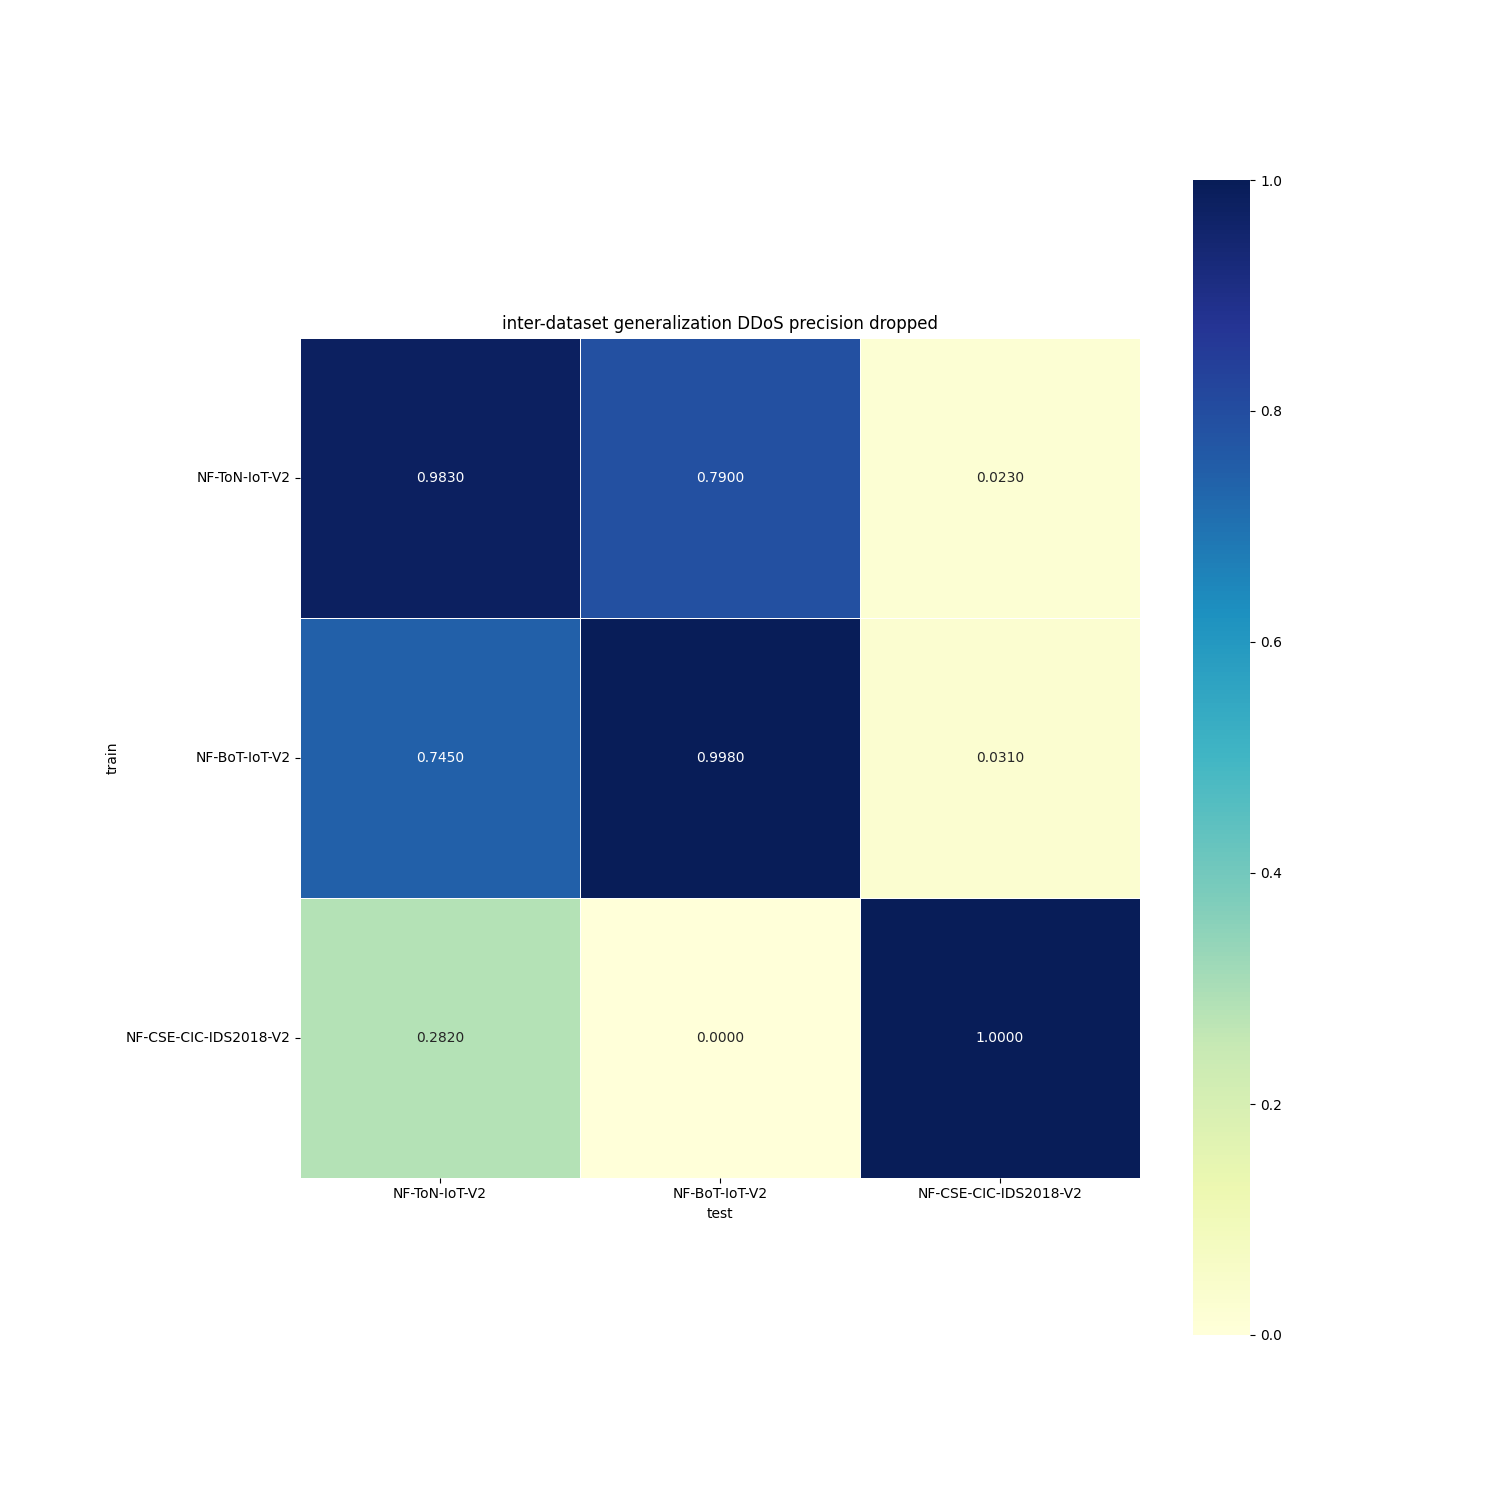 inter-dataset generalization DDoS precision dropped
train
NF-ToN-IoT-V2
0.9830 0.7900 0.0230
NF-BoT-IoT-V2
0.7450 0.9980 0.0310
NF-CSE-CIC-IDS2018-V2
0.2820 0.0000 1.0000
NF-ToN-IoT-V2 NF-BoT-IoT-V2 NF-CSE-CIC-IDS2018-V2
test
1.0
0.8
0.6
0.4
0.2
0.0